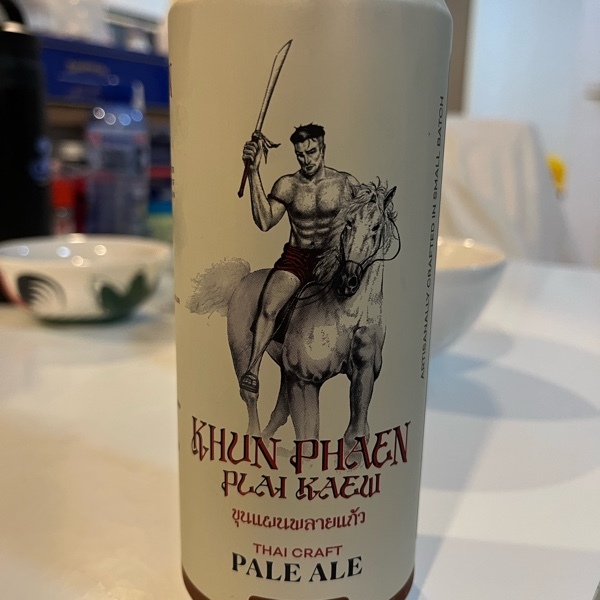 KHUN PHAEN
PLAI KAEW
ขุนแผนพลายแก้ว
THAI CRAFT
PALE ALE
ARTISANALLY CRAFTED IN SMALL BATCH